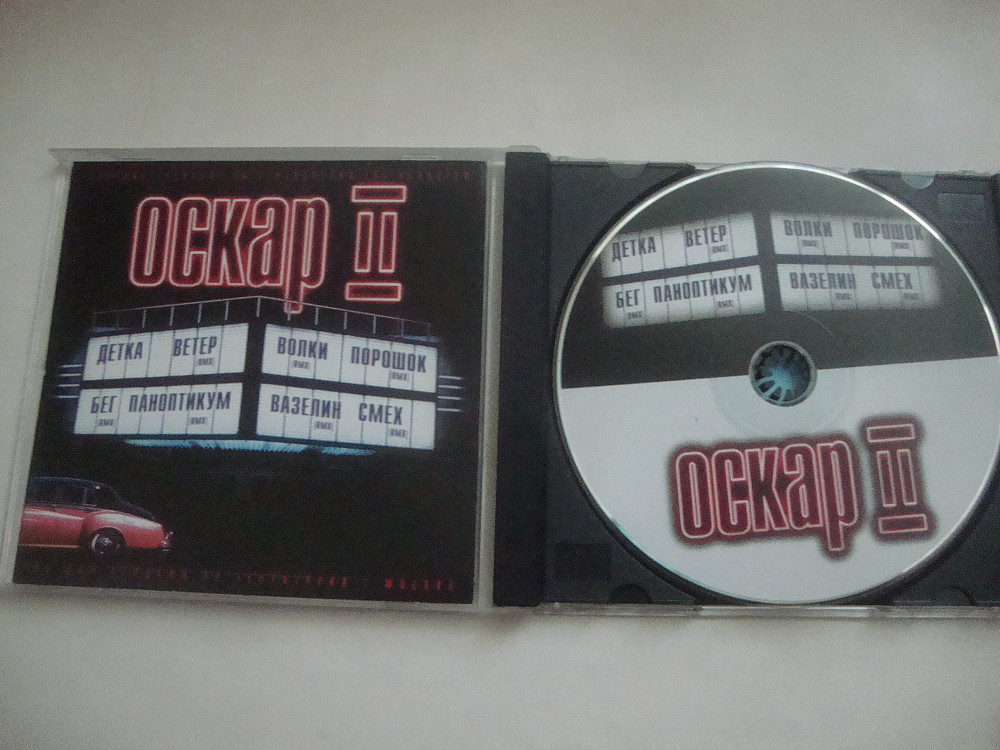 оскар II
ДЕТКА ВЕТЕР RMX ВОЛКИ RMX ПОРОШОК RMX
БЕГ RMX ПАНОПТИКУМ RMX ВАЗЕЛИН RMX СМЕХ RMX
МОСКВА
ДЕТКА ВЕТЕР RMX ВОЛКИ RMX ПОРОШОК RMX
БЕГ RMX ПАНОПТИКУМ RMX ВАЗЕЛИН RMX СМЕХ RMX
оскар II